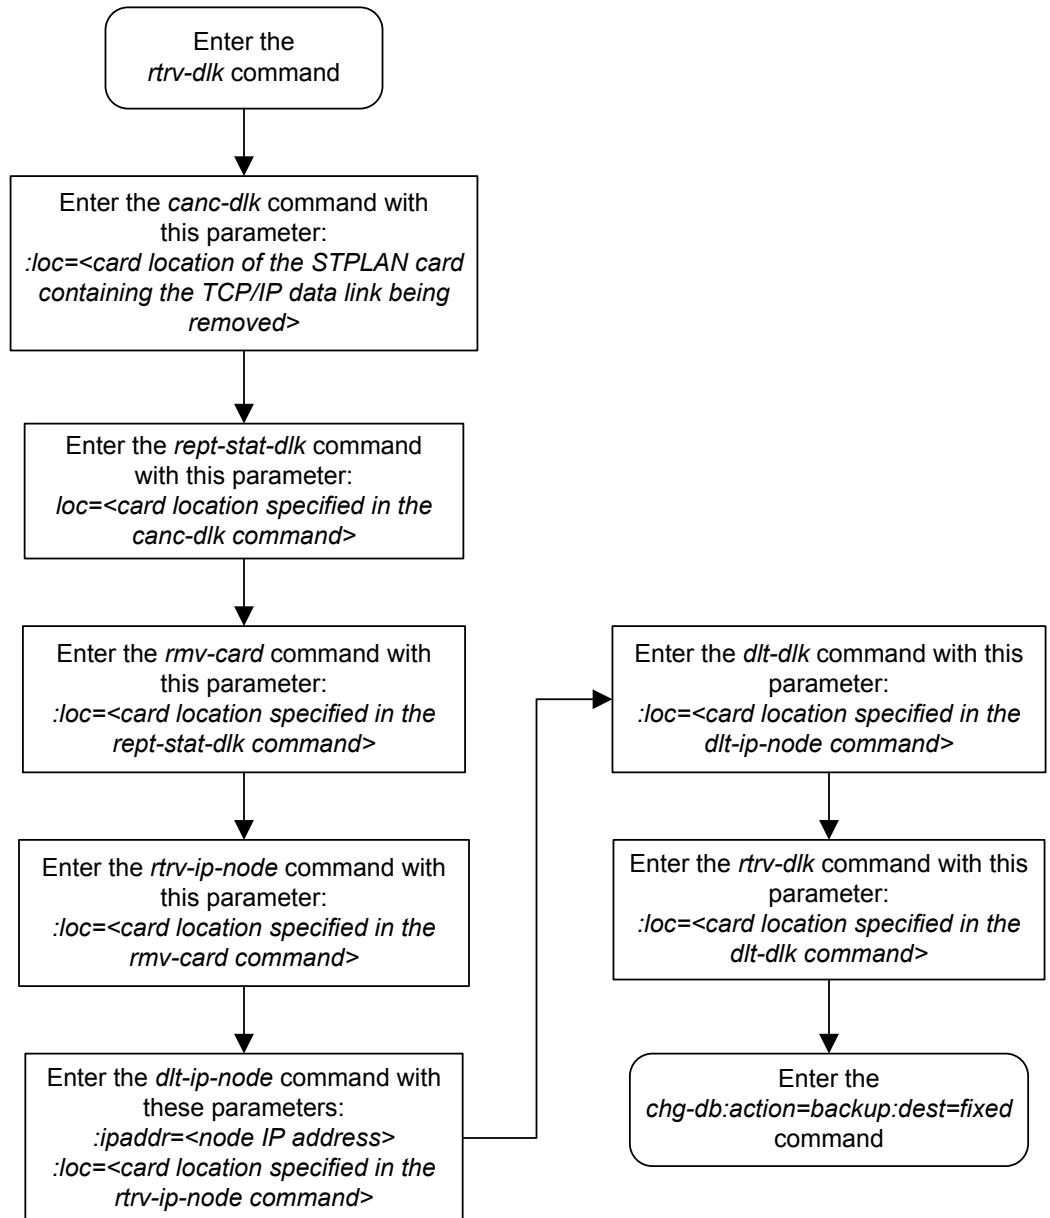 Enter the
rtrv-dlk command
Enter the canc-dlk command with
this parameter:
:loc=<card location of the STPLAN card
containing the TCP/IP data link being
removed>
Enter the rept-stat-dlk command
with this parameter:
loc=<card location specified in the
canc-dlk command>
Enter the rmv-card command with
this parameter:
:loc=<card location specified in the
rept-stat-dlk command>
Enter the rtrv-ip-node command with
this parameter:
:loc=<card location specified in the
rmv-card command>
Enter the dlt-ip-node command with
these parameters:
:ipaddr=<node IP address>
:loc=<card location specified in the
rtrv-ip-node command>
Enter the dlt-dlk command with this
parameter:
:loc=<card location specified in the
dlt-ip-node command>
Enter the rtrv-dlk command with this
parameter:
:loc=<card location specified in the
dlt-dlk command>
Enter the
chg-db:action=backup:dest=fixed
command